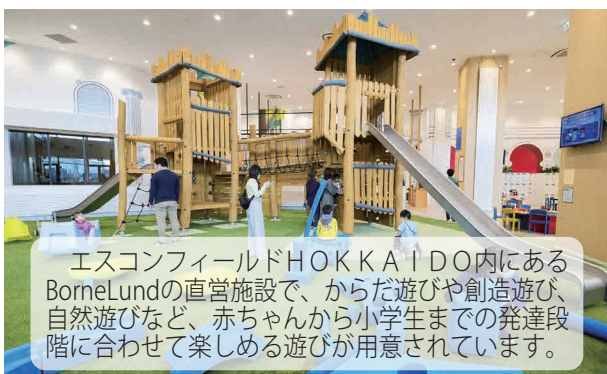 エスコンフィールドＨＯＫＫＡＩＤＯ内にある
BorneLundの直営施設で、からだ遊びや創造遊び、
自然遊びなど、赤ちゃんから小学生までの発達段
階に合わせて楽しめる遊びが用意されています。